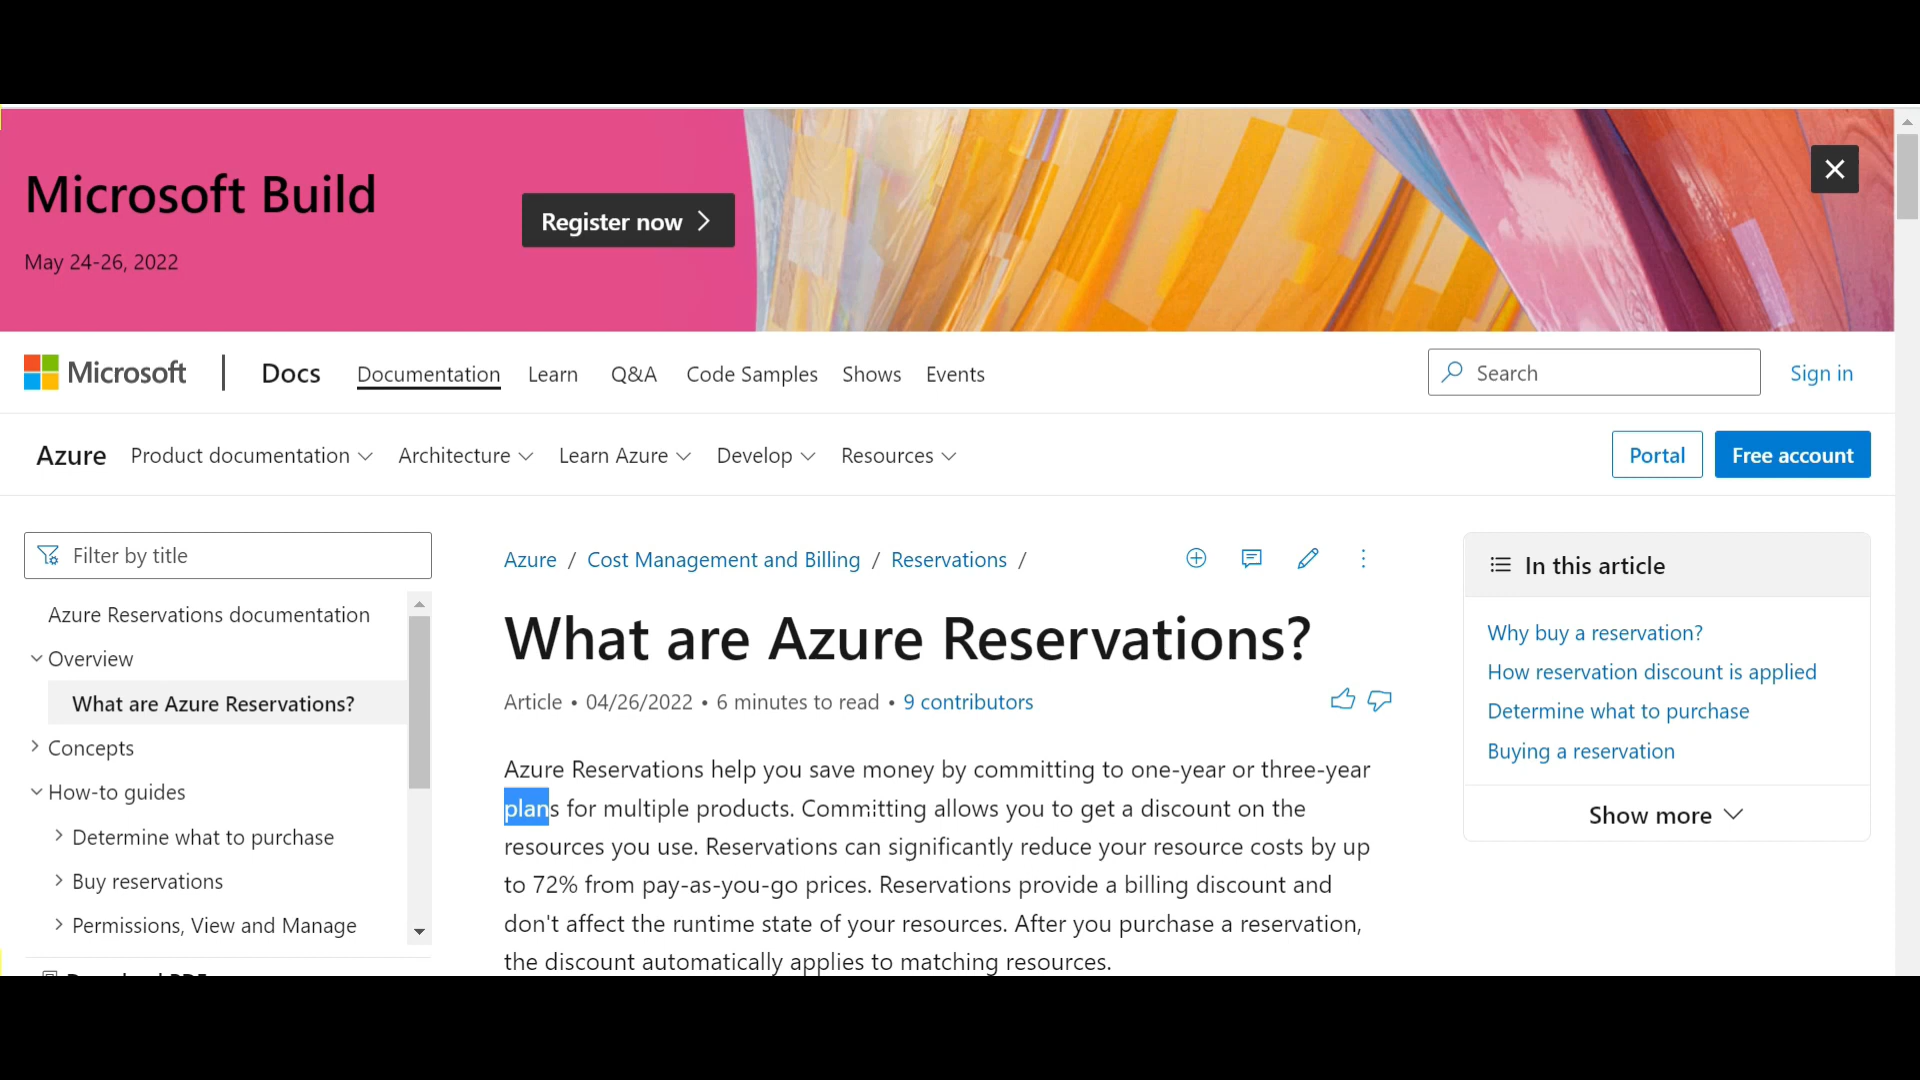 Microsoft Build
May 24-26, 2022
Register now
Microsoft
Docs
Documentation
Learn
Q&A
Code Samples
Shows
Events
Search
Sign in
Azure
Product documentation
Architecture
Learn Azure
Develop
Resources
Portal
Free account
Filter by title
Azure Reservations documentation
Overview
What are Azure Reservations?
Concepts
How-to guides
Determine what to purchase
Buy reservations
Permissions, View and Manage
Azure / Cost Management and Billing / Reservations /
What are Azure Reservations?
Article • 04/26/2022 • 6 minutes to read • 9 contributors
Azure Reservations help you save money by committing to one-year or three-year
plans for multiple products. Committing allows you to get a discount on the
resources you use. Reservations can significantly reduce your resource costs by up
to 72% from pay-as-you-go prices. Reservations provide a billing discount and
don't affect the runtime state of your resources. After you purchase a reservation,
the discount automatically applies to matching resources.
In this article
Why buy a reservation?
How reservation discount is applied
Determine what to purchase
Buying a reservation
Show more